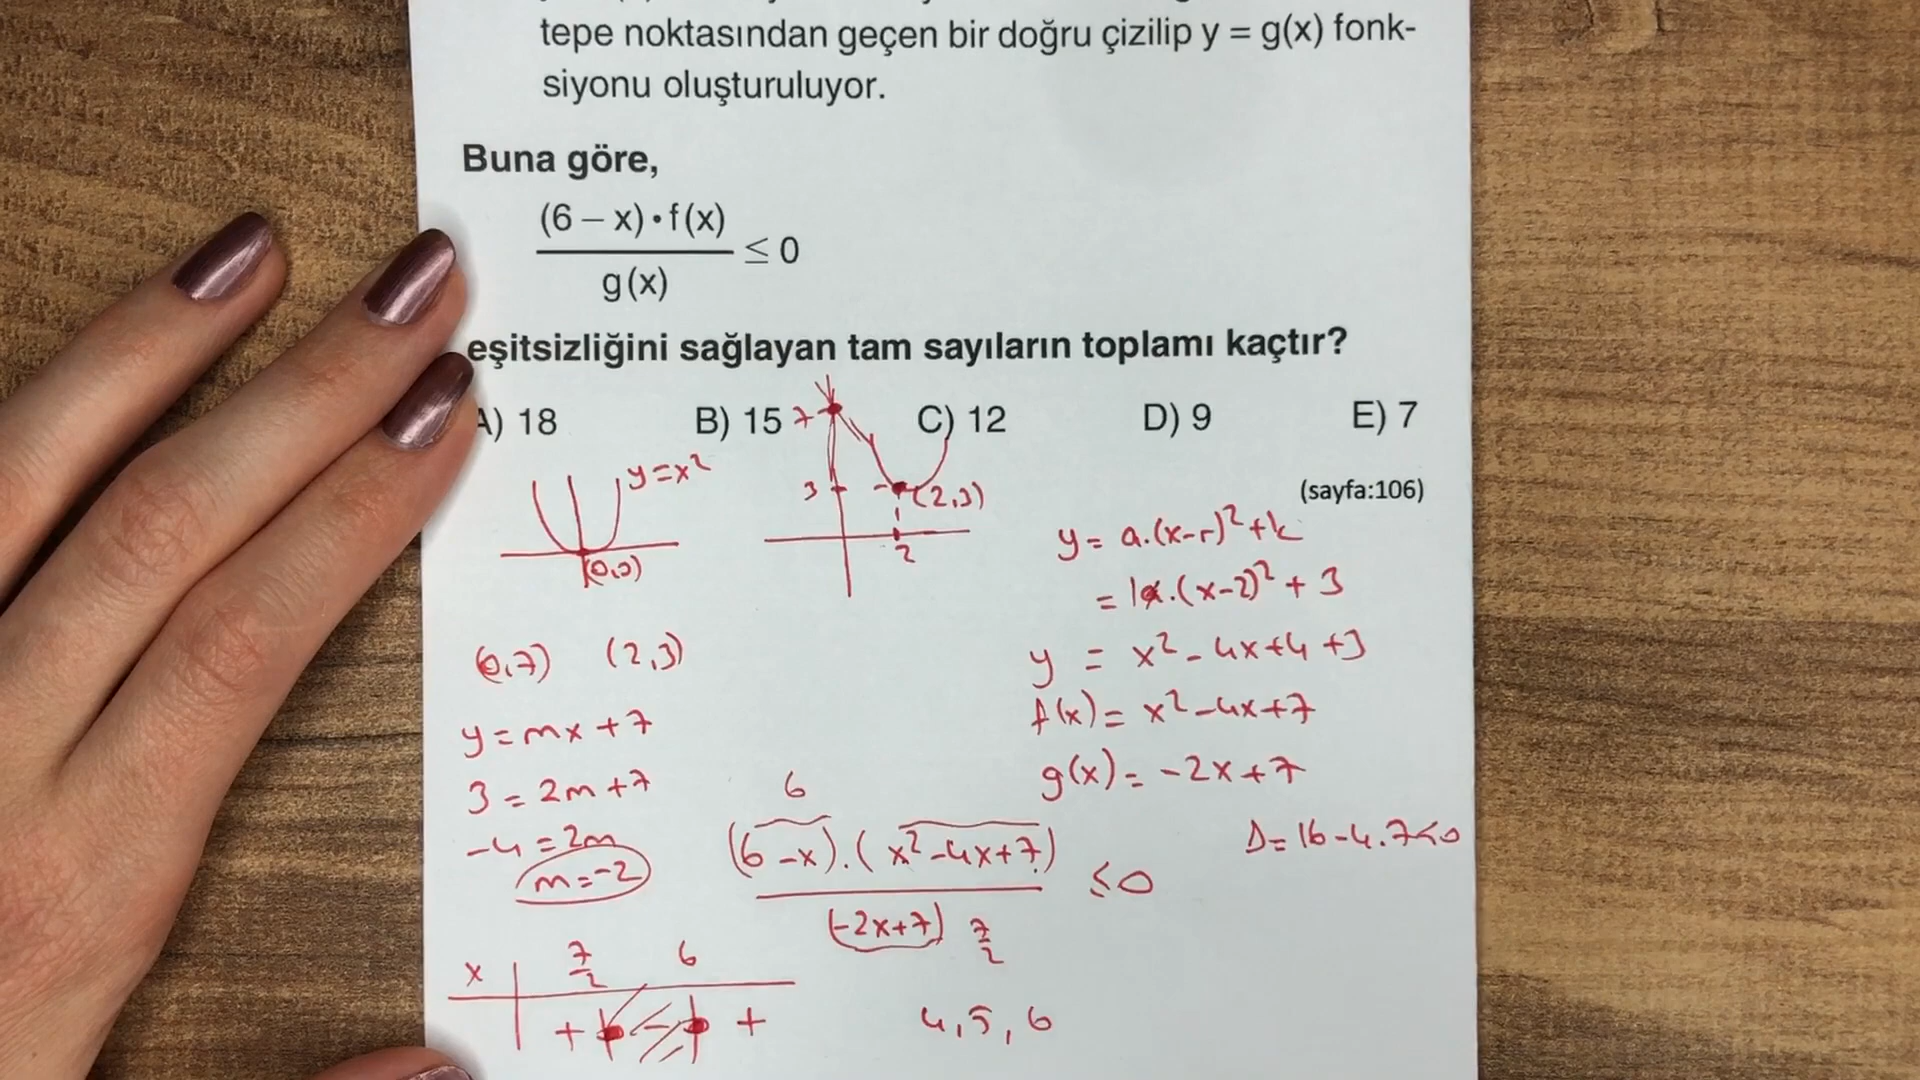 tepe noktasından geçen bir doğru çizilip y = g(x) fonk-
siyonu oluşturuluyor.
Buna göre,
(6 – x) • f(x)
g(x)
≤ 0
eşitsizliğini sağlayan tam sayıların toplamı kaçtır?
A) 18 B) 15 C) 12 D) 9 E) 7
(sayfa:106)
y = x²
(0,0)
7
3
(2,3)
2
y = a.(x-r)² + k
= 1a.(x-2)² + 3
y = x² - 4x + 4 + 3
f(x) = x² - 4x + 7
g(x) = -2x + 7
Δ = 16 - 4.7 < 0
(0,7) (2,3)
y = mx + 7
3 = 2m + 7
-4 = 2m
m = -2
6
(6 - x).(x² - 4x + 7)
≤ 0
(-2x + 7) 7/2
x 7/2 6
+ - +
4, 5, 6